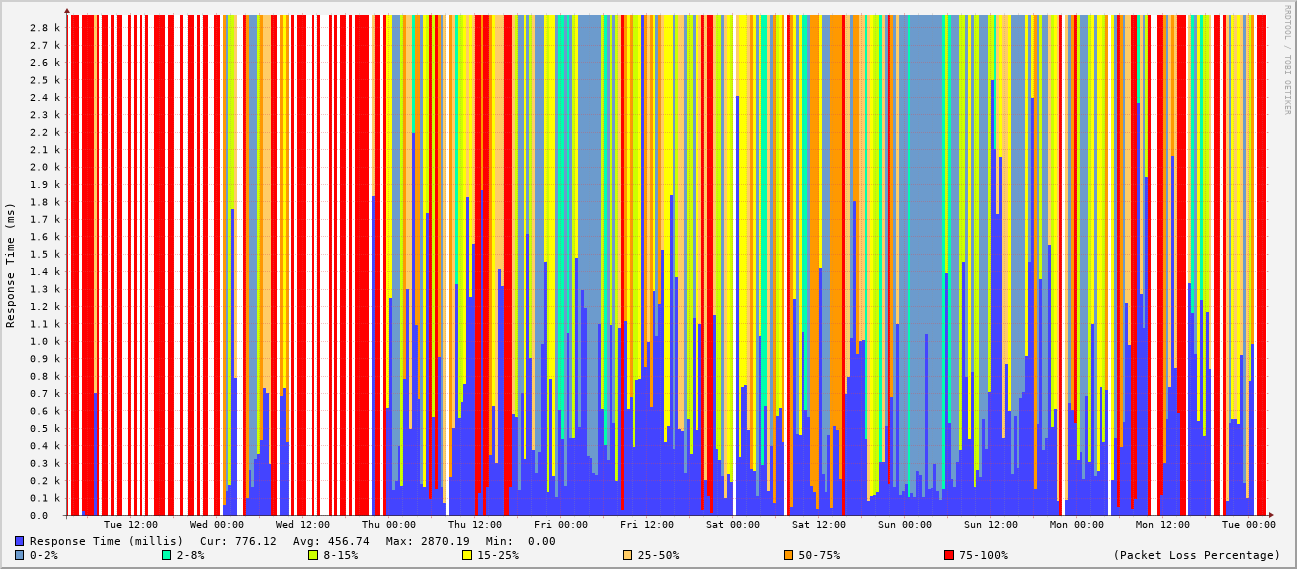 RRDTOOL / TOBI OETIKER
Response Time (ms)
2.8 k
2.7 k
2.6 k
2.5 k
2.4 k
2.3 k
2.2 k
2.1 k
2.0 k
1.9 k
1.8 k
1.7 k
1.6 k
1.5 k
1.4 k
1.3 k
1.2 k
1.1 k
1.0 k
0.9 k
0.8 k
0.7 k
0.6 k
0.5 k
0.4 k
0.3 k
0.2 k
0.1 k
0.0
Tue 12:00 Wed 00:00 Wed 12:00 Thu 00:00 Thu 12:00 Fri 00:00 Fri 12:00 Sat 00:00 Sat 12:00 Sun 00:00 Sun 12:00 Mon 00:00 Mon 12:00 Tue 00:00
Response Time (millis) Cur: 776.12 Avg: 456.74 Max: 2870.19 Min: 0.00
0-2% 2-8% 8-15% 15-25% 25-50% 50-75% 75-100% (Packet Loss Percentage)